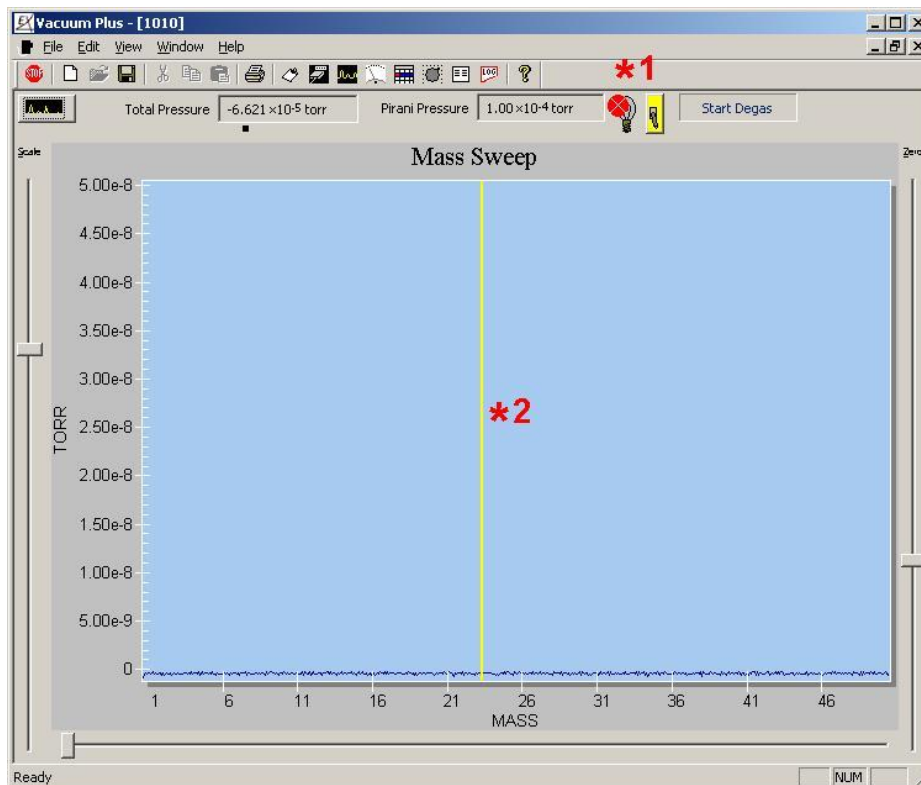 Vacuum Plus - [1010]
File Edit View Window Help
STOP LOG ?
*1
Total Pressure -6.621 ×10-5 torr Pirani Pressure 1.00 ×10-4 torr Start Degas
Scale Mass Sweep Zero
5.00e-8
4.50e-8
4.00e-8
3.50e-8
3.00e-8
2.50e-8
2.00e-8
1.50e-8
1.00e-8
5.00e-9
0
TORR
*2
1 6 11 16 21 26 31 36 41 46
MASS
Ready NUM